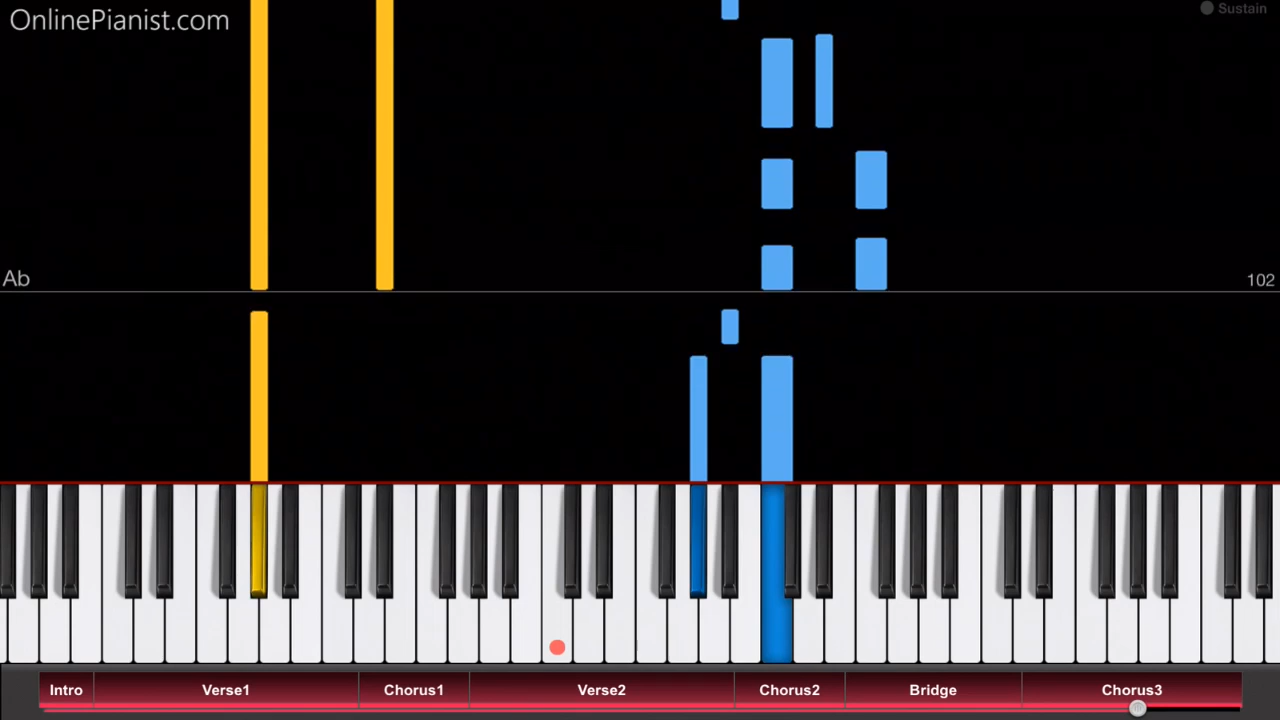 OnlinePianist.com
Sustain
Ab
102
Intro
Verse1
Chorus1
Verse2
Chorus2
Bridge
Chorus3